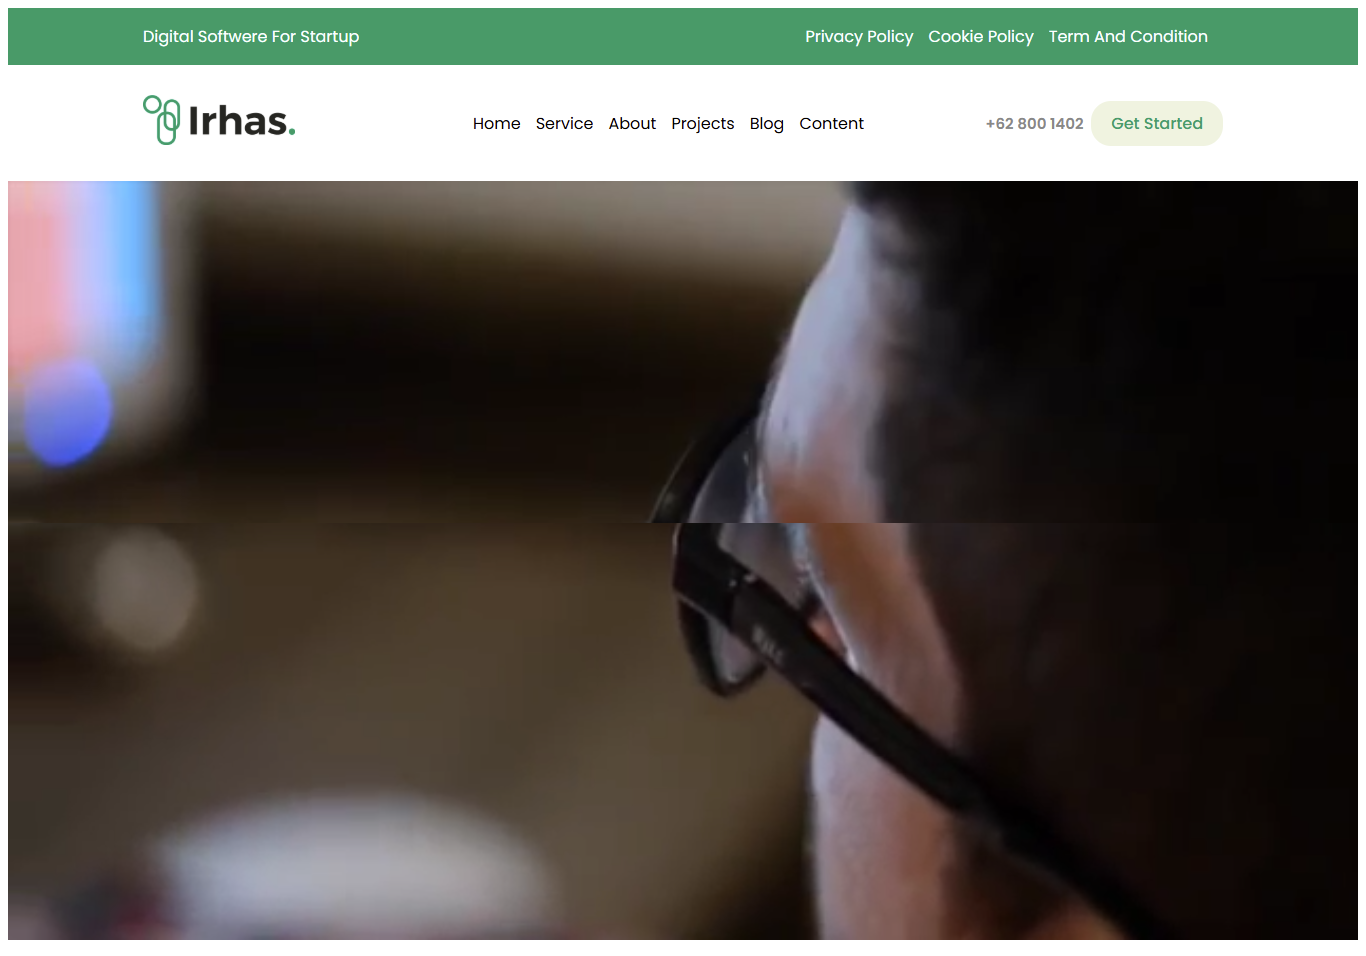 Digital Softwere For Startup
Privacy Policy Cookie Policy Term And Condition
Irhas.
Home Service About Projects Blog Content
+62 800 1402 Get Started